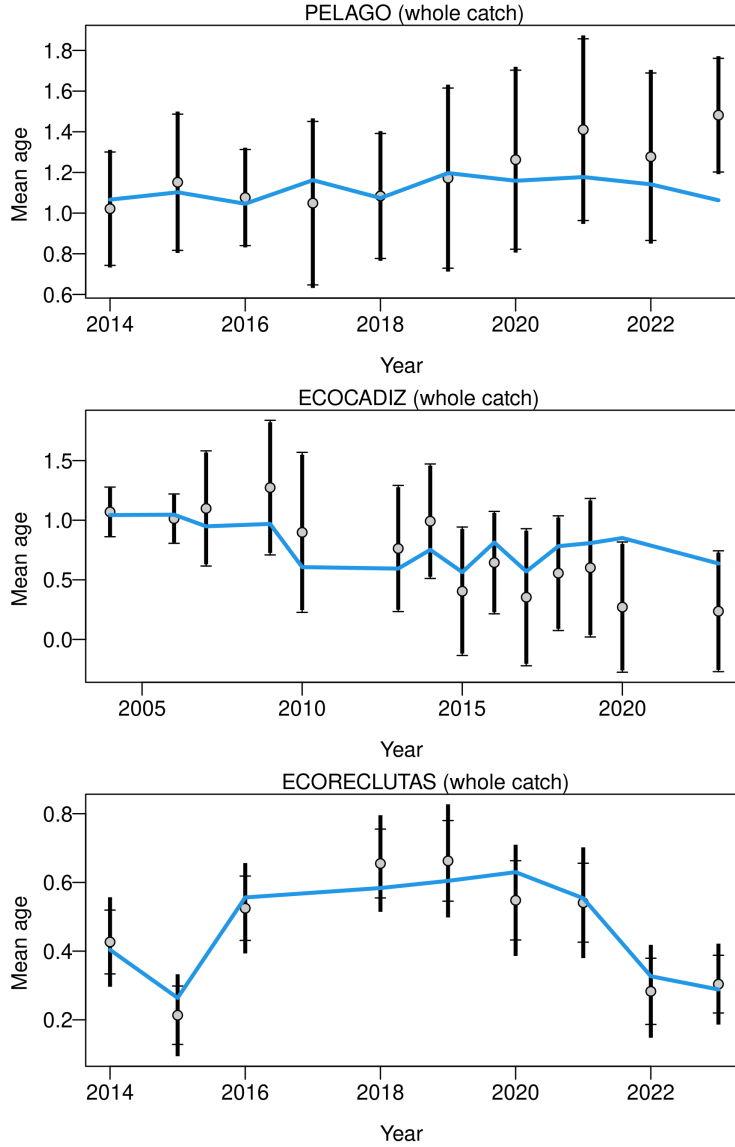 PELAGO (whole catch)
1.8
1.6
1.4
1.2
1.0
0.8
0.6
Mean age
2014 2016 2018 2020 2022
Year
ECOCADIZ (whole catch)
1.5
1.0
0.5
0.0
Mean age
2005 2010 2015 2020
Year
ECORECLUTAS (whole catch)
0.8
0.6
0.4
0.2
Mean age
2014 2016 2018 2020 2022
Year